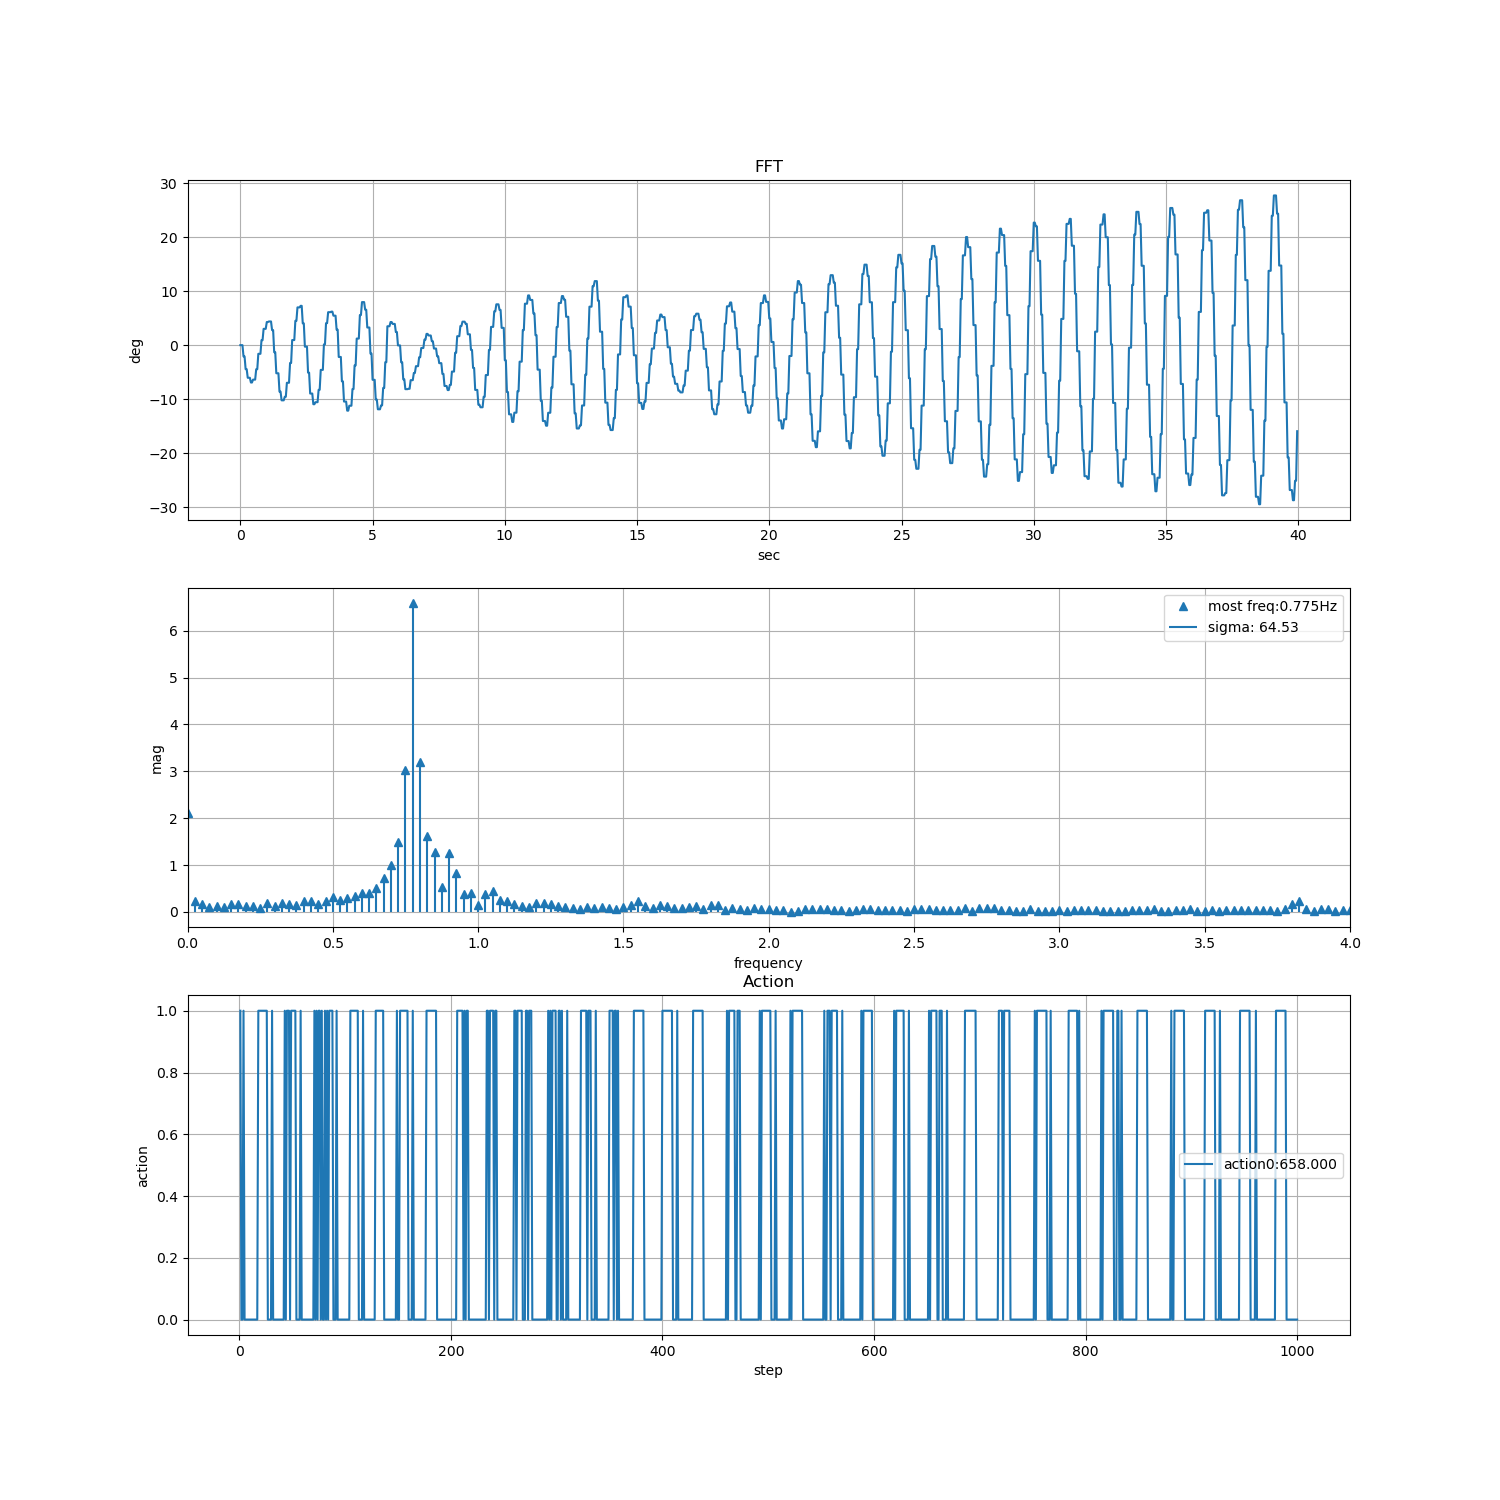 FFT
30
20
10
0
−10
−20
−30
deg
0 5 10 15 20 25 30 35 40
sec
most freq:0.775Hz
sigma: 64.53
6
5
4
3
2
1
0
mag
0.0 0.5 1.0 1.5 2.0 2.5 3.0 3.5 4.0
frequency
Action
1.0
0.8
0.6
0.4
0.2
0.0
action
action0:658.000
0 200 400 600 800 1000
step